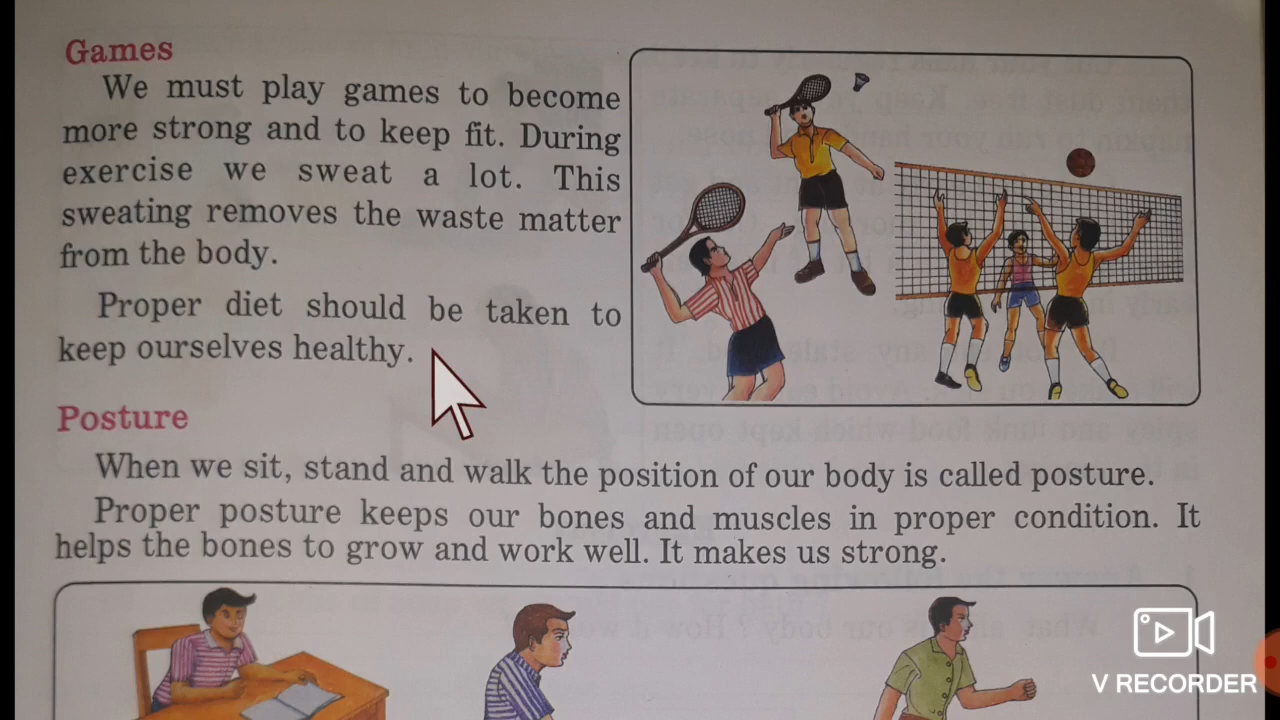 Games
We must play games to become
more strong and to keep fit. During
exercise we sweat a lot. This
sweating removes the waste matter
from the body.
Proper diet should be taken to
keep ourselves healthy.
Posture
When we sit, stand and walk the position of our body is called posture.
Proper posture keeps our bones and muscles in proper condition. It
helps the bones to grow and work well. It makes us strong.
V RECORDER